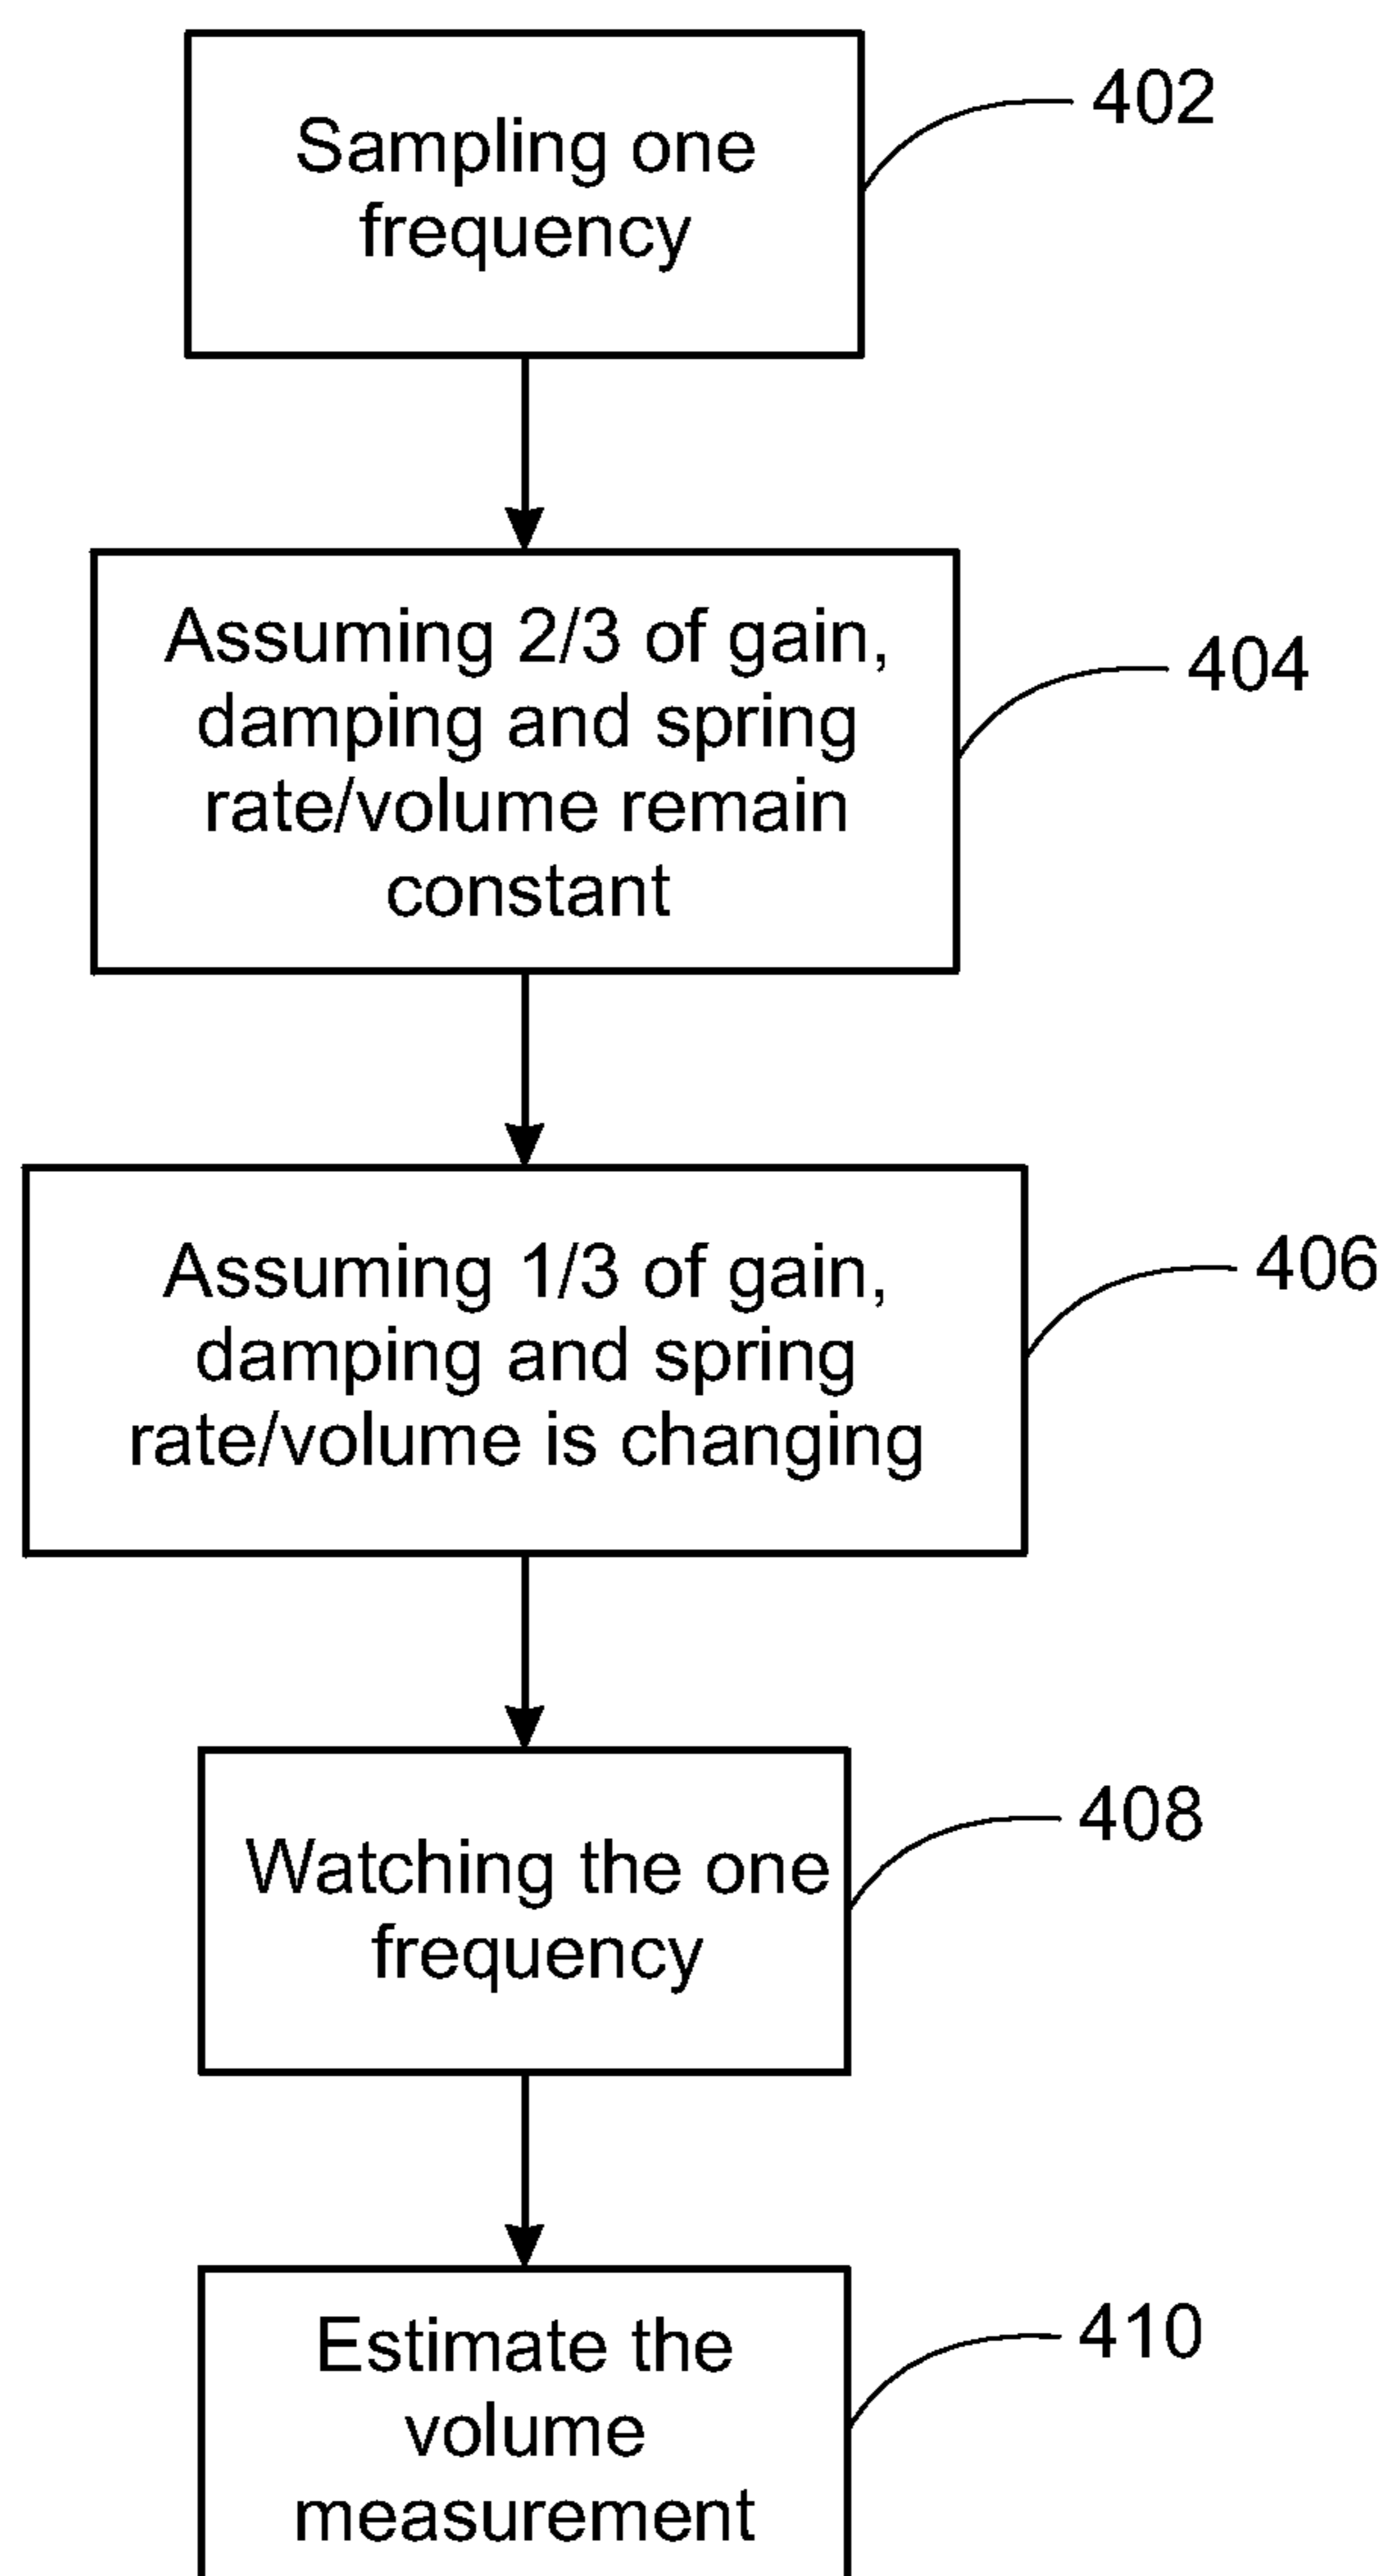 Sampling one
frequency
402
Assuming 2/3 of gain,
damping and spring
rate/volume remain
constant
404
Assuming 1/3 of gain,
damping and spring
rate/volume is changing
406
Watching the one
frequency
408
Estimate the
volume
measurement
410